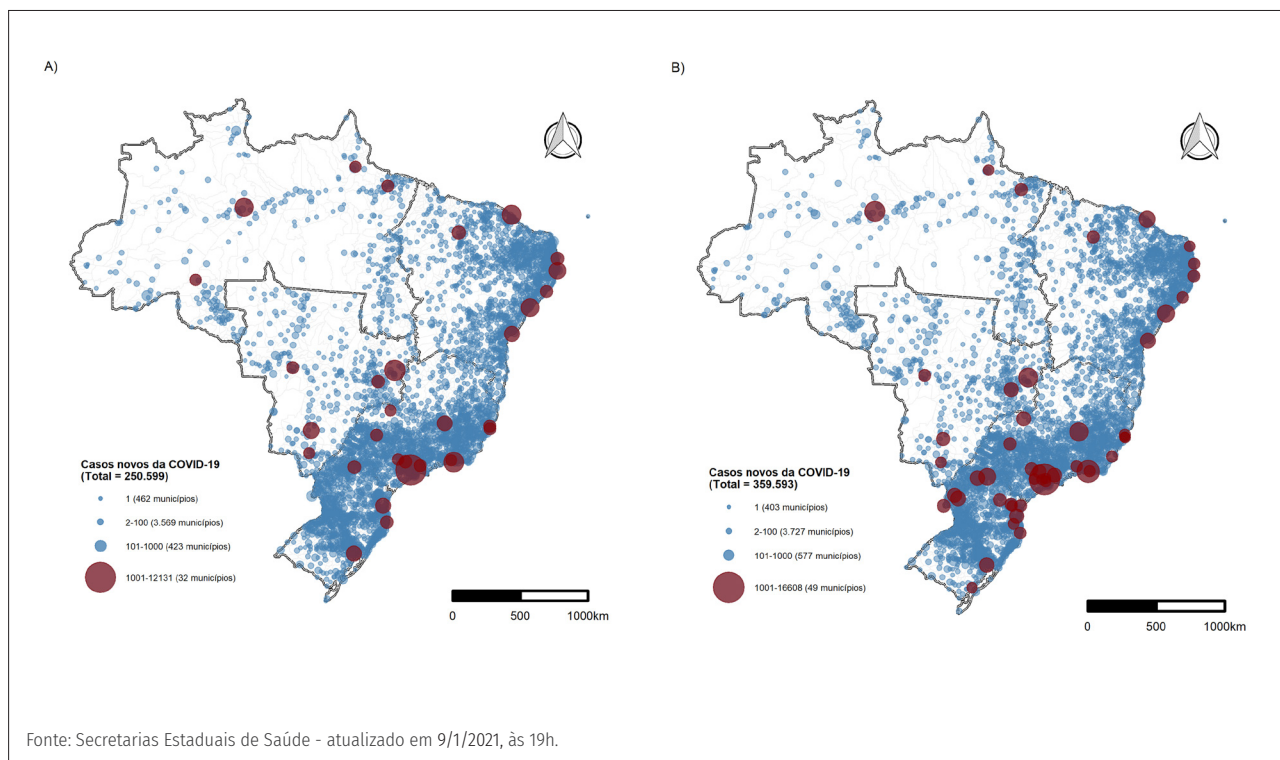 A)
Casos novos da COVID-19
(Total = 250.599)
1 (462 municípios)
2-100 (3.569 municípios)
101-1000 (423 municípios)
1001-12131 (32 municípios)
0 500 1000km
B)
Casos novos da COVID-19
(Total = 359.593)
1 (403 municípios)
2-100 (3.727 municípios)
101-1000 (577 municípios)
1001-16608 (49 municípios)
0 500 1000km
Fonte: Secretarias Estaduais de Saúde - atualizado em 9/1/2021, às 19h.